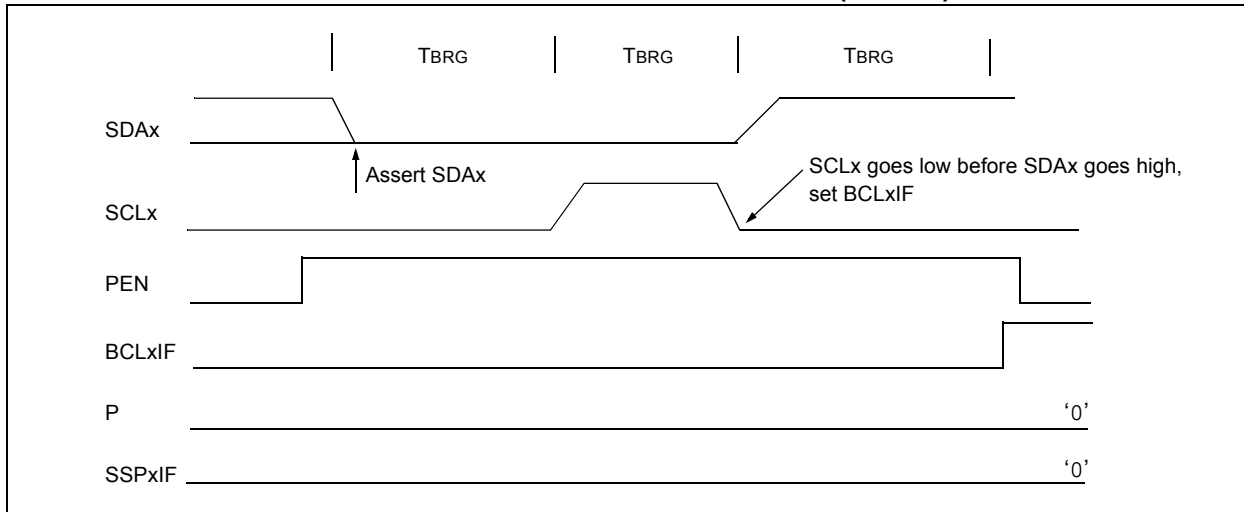 TBRG TBRG TBRG
SDAx
Assert SDAx
SCLx goes low before SDAx goes high,
set BCLxIF
SCLx
PEN
BCLxIF
P
‘0’
SSPxIF
‘0’